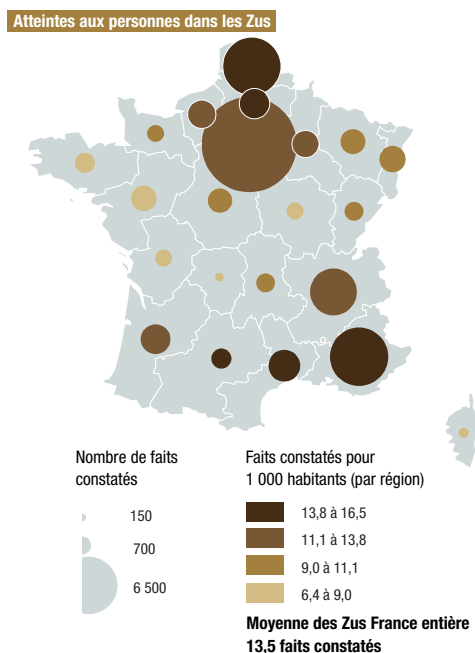 Atteintes aux personnes dans les Zus
Nombre de faits
constatés
150
700
6 500
Faits constatés pour
1 000 habitants (par région)
13,8 à 16,5
11,1 à 13,8
9,0 à 11,1
6,4 à 9,0
Moyenne des Zus France entière
13,5 faits constatés